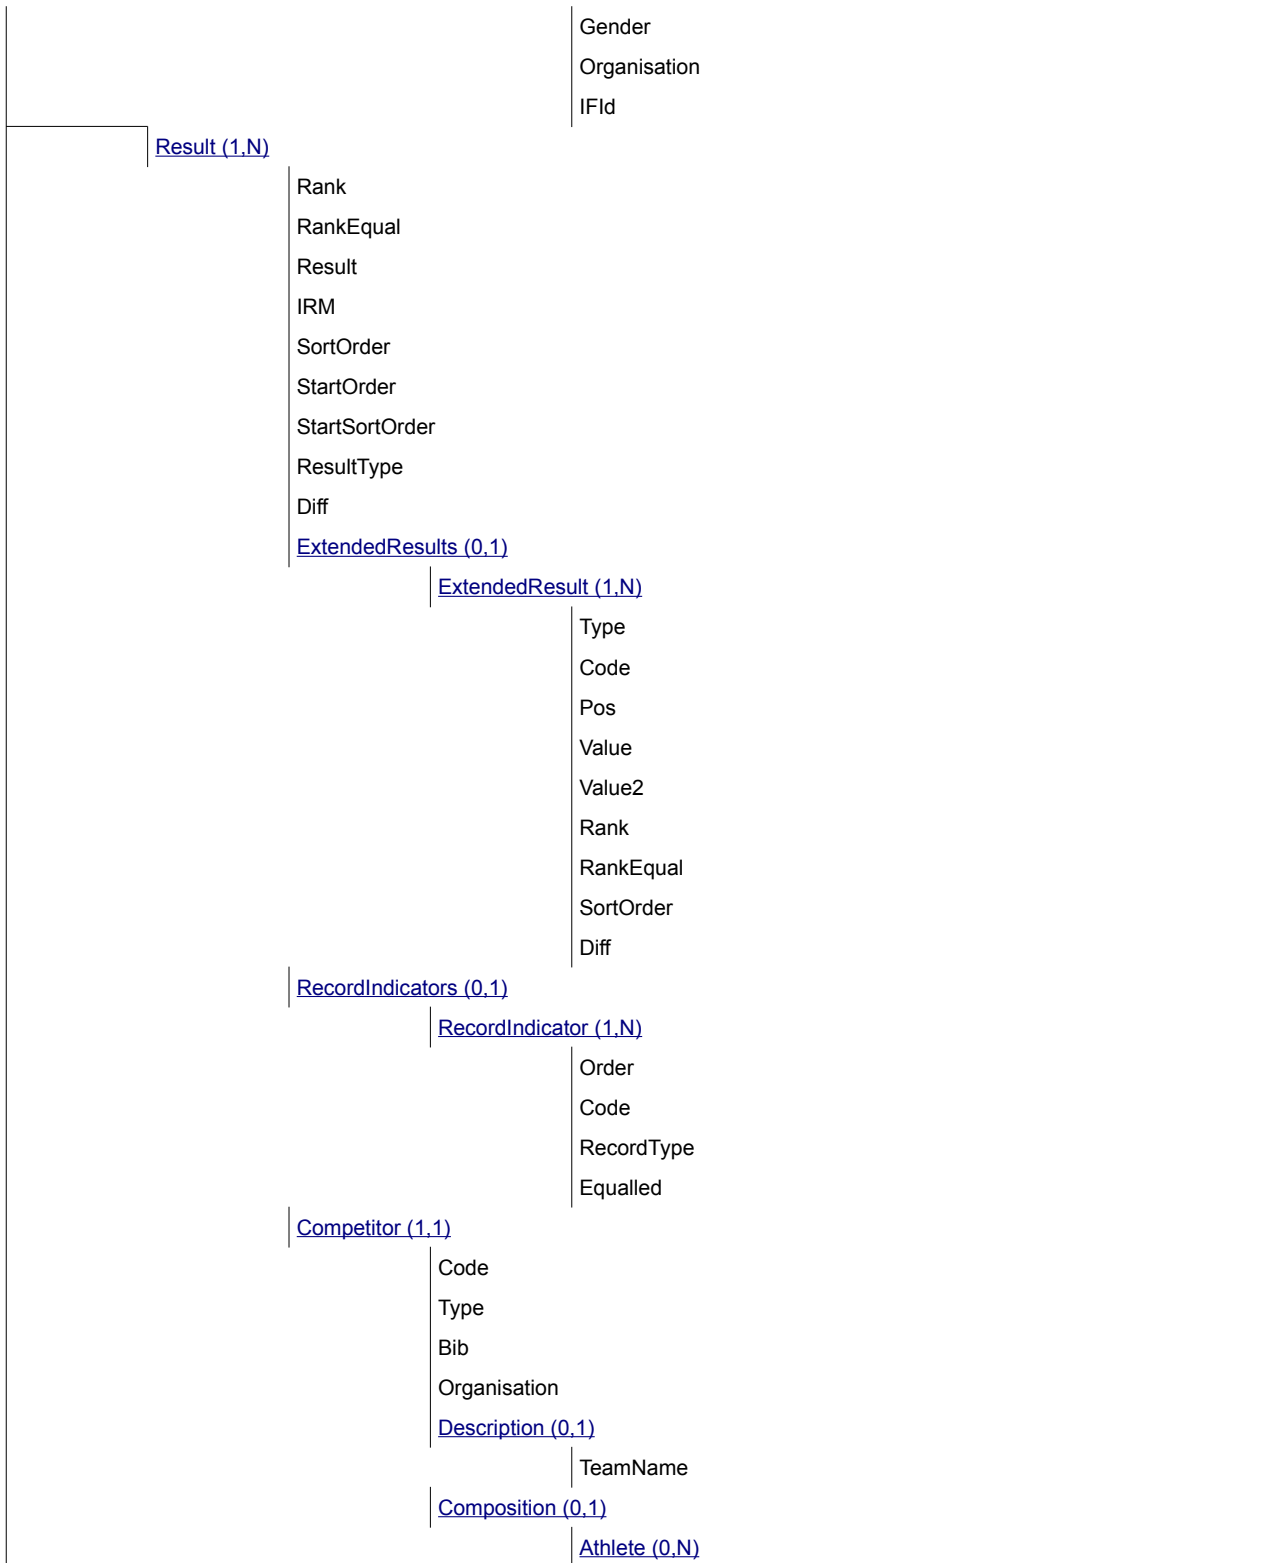 Gender
Organisation
IFId
Result (1,N)
Rank
RankEqual
Result
IRM
SortOrder
StartOrder
StartSortOrder
ResultType
Diff
ExtendedResults (0,1)
ExtendedResult (1,N)
Type
Code
Pos
Value
Value2
Rank
RankEqual
SortOrder
Diff
RecordIndicators (0,1)
RecordIndicator (1,N)
Order
Code
RecordType
Equalled
Competitor (1,1)
Code
Type
Bib
Organisation
Description (0,1)
TeamName
Composition (0,1)
Athlete (0,N)